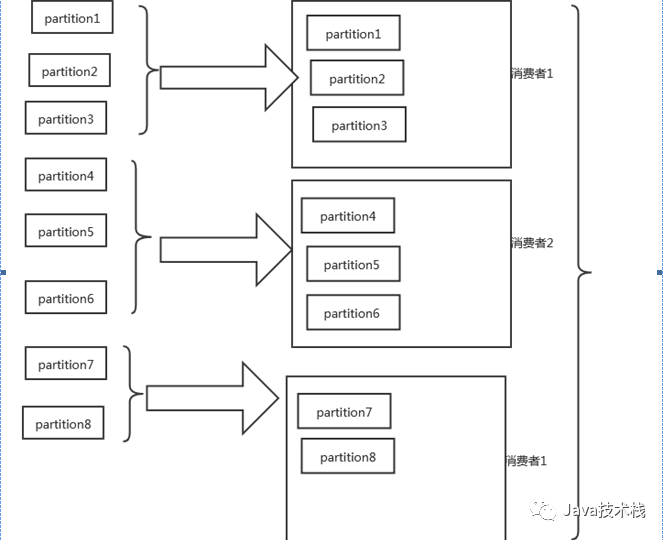 partition1
partition2
partition3
partition4
partition5
partition6
partition7
partition8
partition1
partition2
partition3
消费者1
partition4
partition5
partition6
消费者2
partition7
partition8
消费者1
Java技术栈